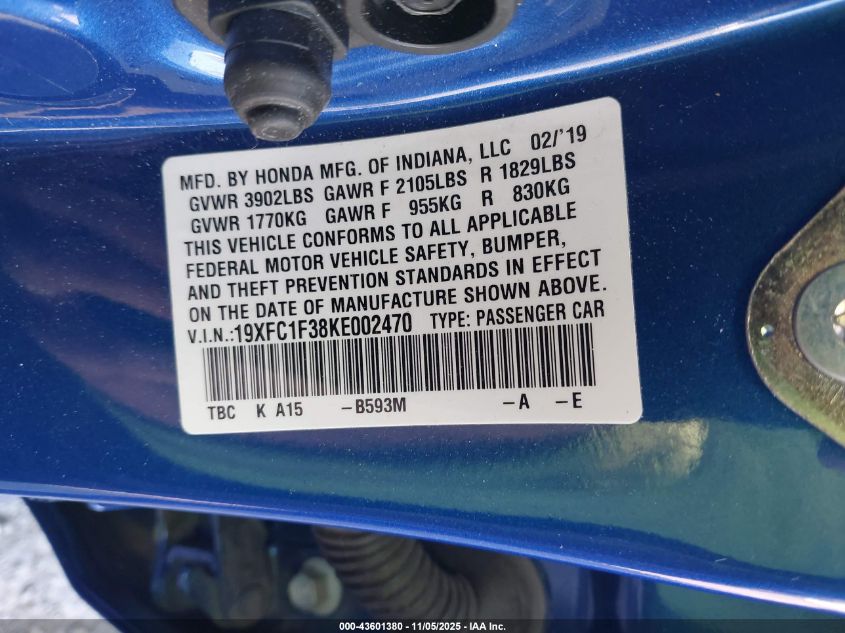 MFD. BY HONDA MFG. OF INDIANA, LLC 02/'19
GVWR 3902LBS GAWR F 2105LBS R 1829LBS
GVWR 1770KG GAWR F 955KG R 830KG
THIS VEHICLE CONFORMS TO ALL APPLICABLE
FEDERAL MOTOR VEHICLE SAFETY, BUMPER,
AND THEFT PREVENTION STANDARDS IN EFFECT
ON THE DATE OF MANUFACTURE SHOWN ABOVE.
V.I.N.:19XFC1F38KE002470 TYPE: PASSENGER CAR
TBC K A15 -B593M -A -E
000-43601380 - 11/05/2025 - IAA Inc.